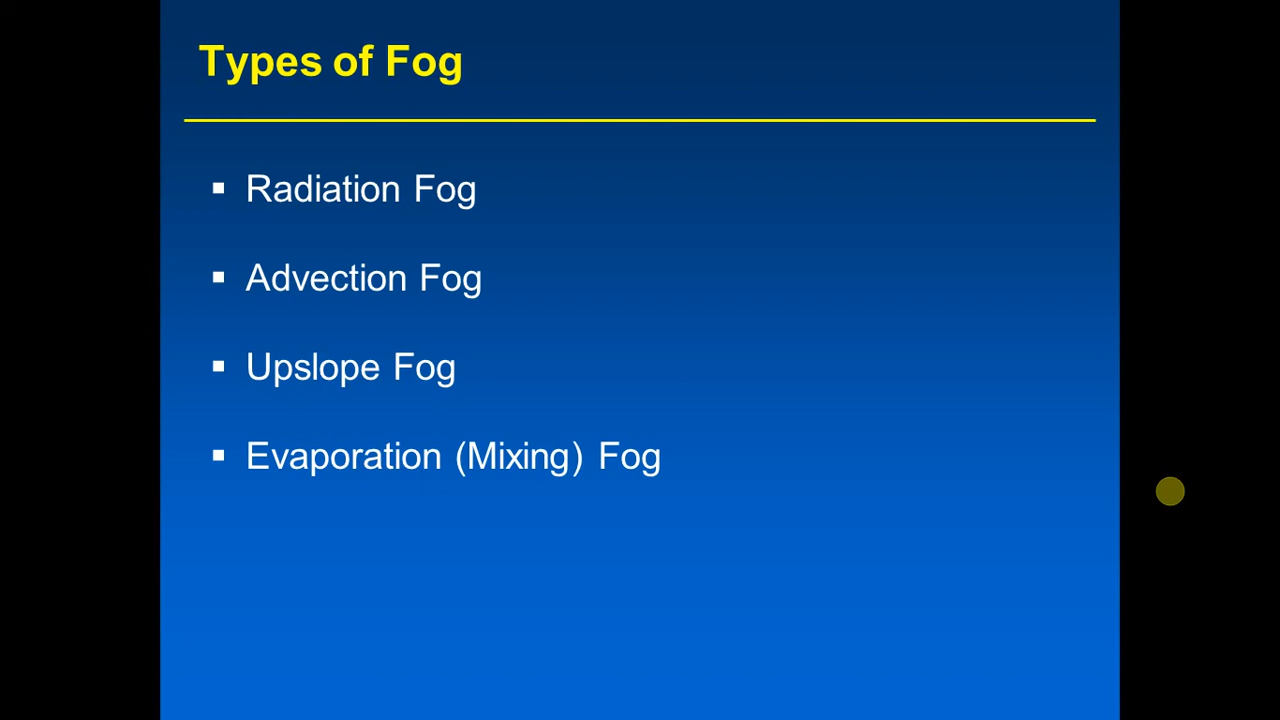 Types of Fog
▪ Radiation Fog
▪ Advection Fog
▪ Upslope Fog
▪ Evaporation (Mixing) Fog